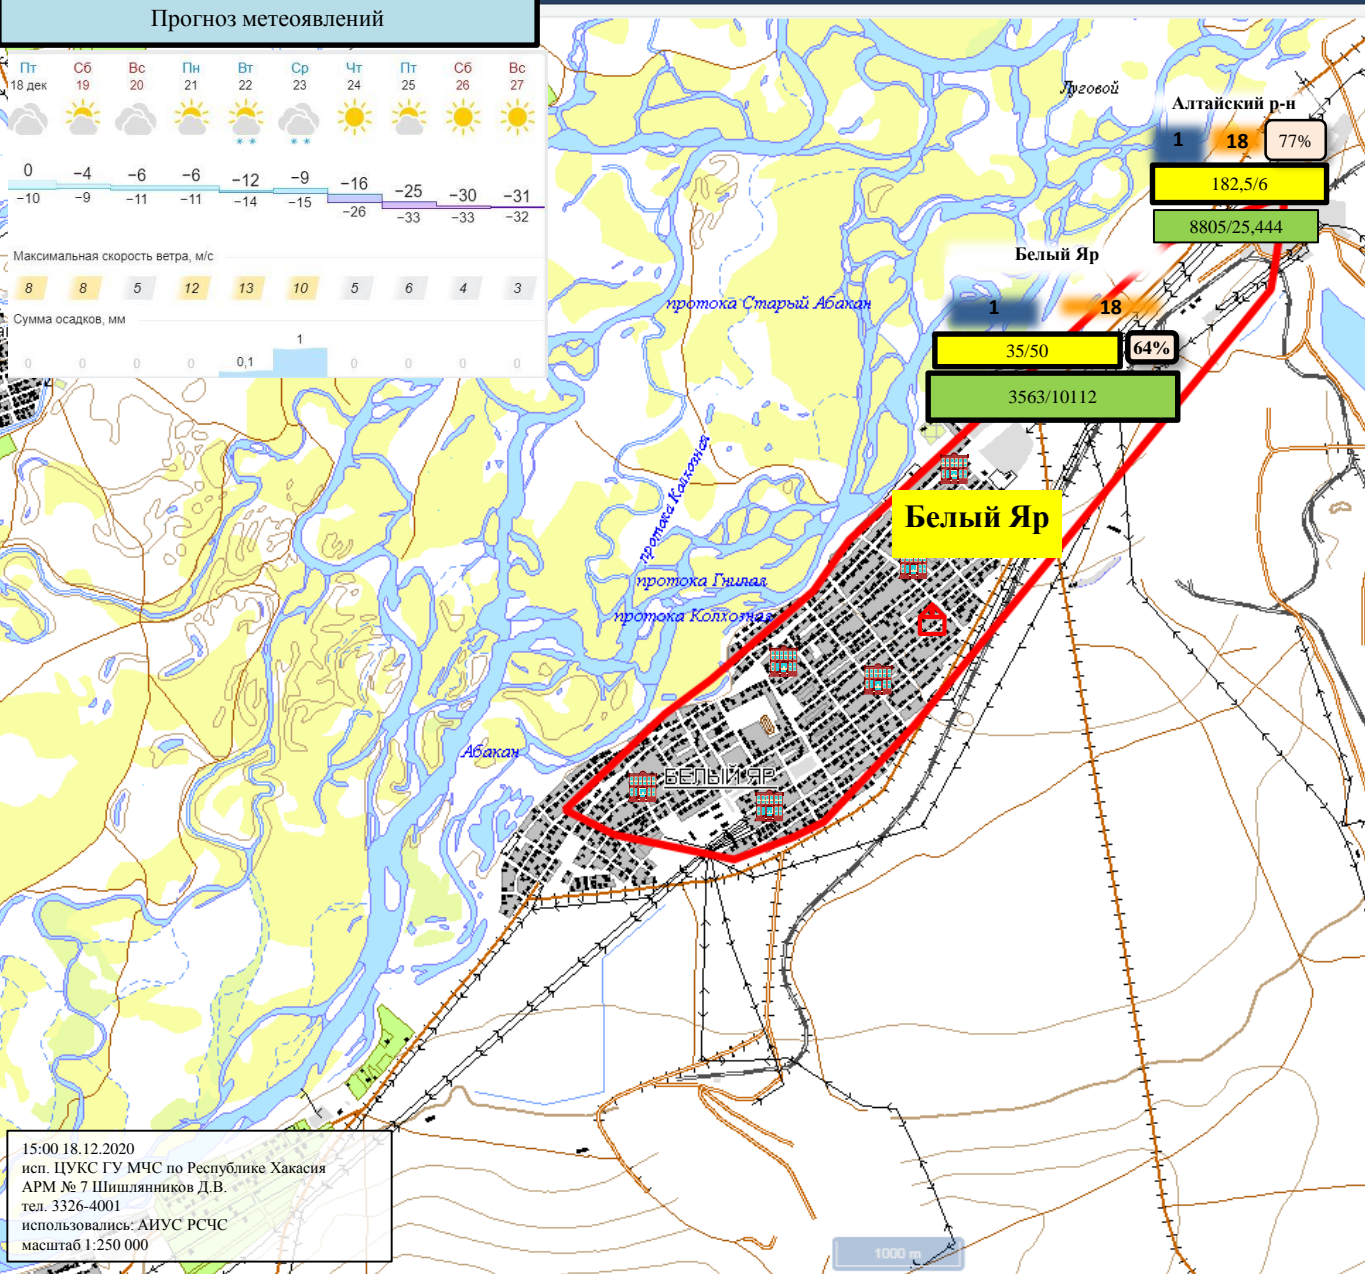 Прогноз метеоявлений
Пт Сб Вс Пн Вт Ср Чт Пт Сб Вс
18 дек 19 20 21 22 23 24 25 26 27
0 −4 −6 −6 −12 −9 −16 −25 −30 −31
−10 −9 −11 −11 −14 −15 −26 −33 −33 −32
Максимальная скорость ветра, м/с
8 8 5 12 13 10 5 6 4 3
Сумма осадков, мм
0 0 0 0 0,1 1 0 0 0 0
Луговой
Алтайский р-н
1 18 77%
182,5/6
8805/25,444
Белый Яр
1 18
35/50 64%
3563/10112
протока Старый Абакан
протока Колхозная
Белый Яр
протока Гнилая
протока Колхозная
Абакан
БЕЛЫЙ ЯР
15:00 18.12.2020
исп. ЦУКС ГУ МЧС по Республике Хакасия
АРМ № 7 Шишлянников Д.В.
тел. 3326-4001
использовались: АИУС РСЧС
масштаб 1:250 000
1000 m